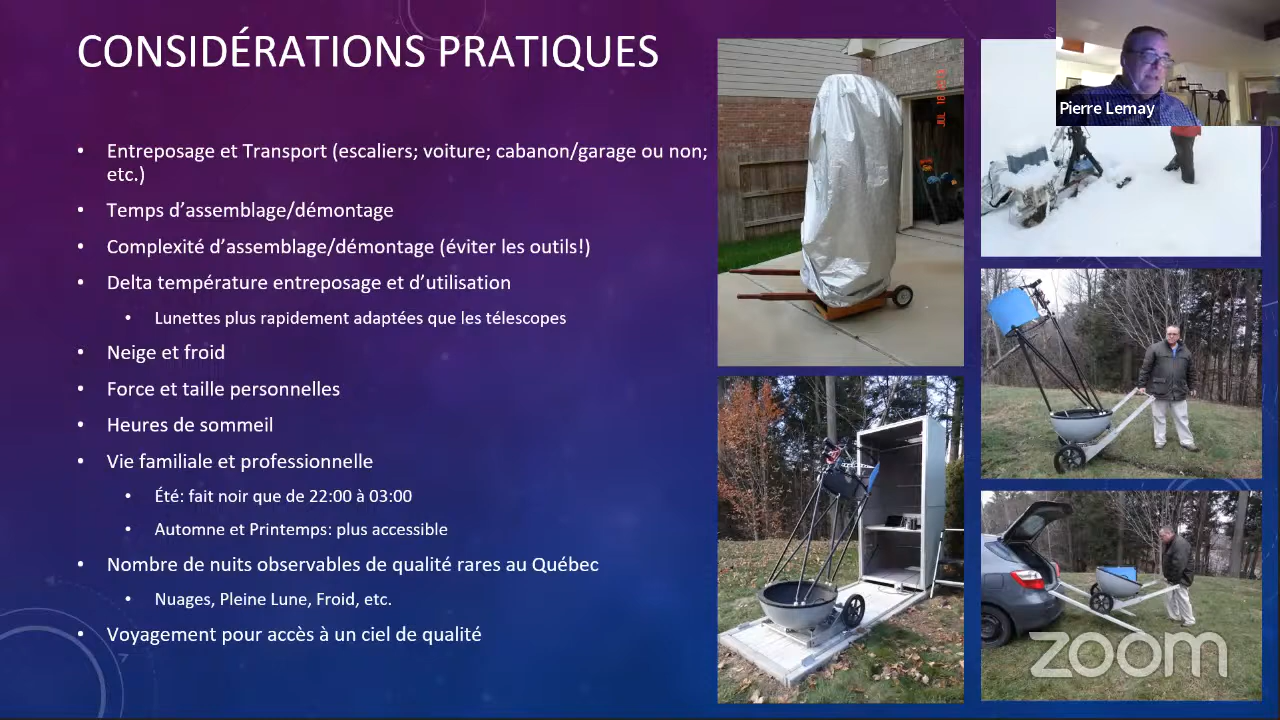 CONSIDÉRATIONS PRATIQUES
• Entreposage et Transport (escaliers; voiture; cabanon/garage ou non;
etc.)
• Temps d'assemblage/démontage
• Complexité d'assemblage/démontage (éviter les outils!)
• Delta température entreposage et d'utilisation
• Lunettes plus rapidement adaptées que les télescopes
• Neige et froid
• Force et taille personnelles
• Heures de sommeil
• Vie familiale et professionnelle
• Été: fait noir que de 22:00 à 03:00
• Automne et Printemps: plus accessible
• Nombre de nuits observables de qualité rares au Québec
• Nuages, Pleine Lune, Froid, etc.
• Voyagement pour accès à un ciel de qualité
Pierre Lemay
JUL 18
zoom